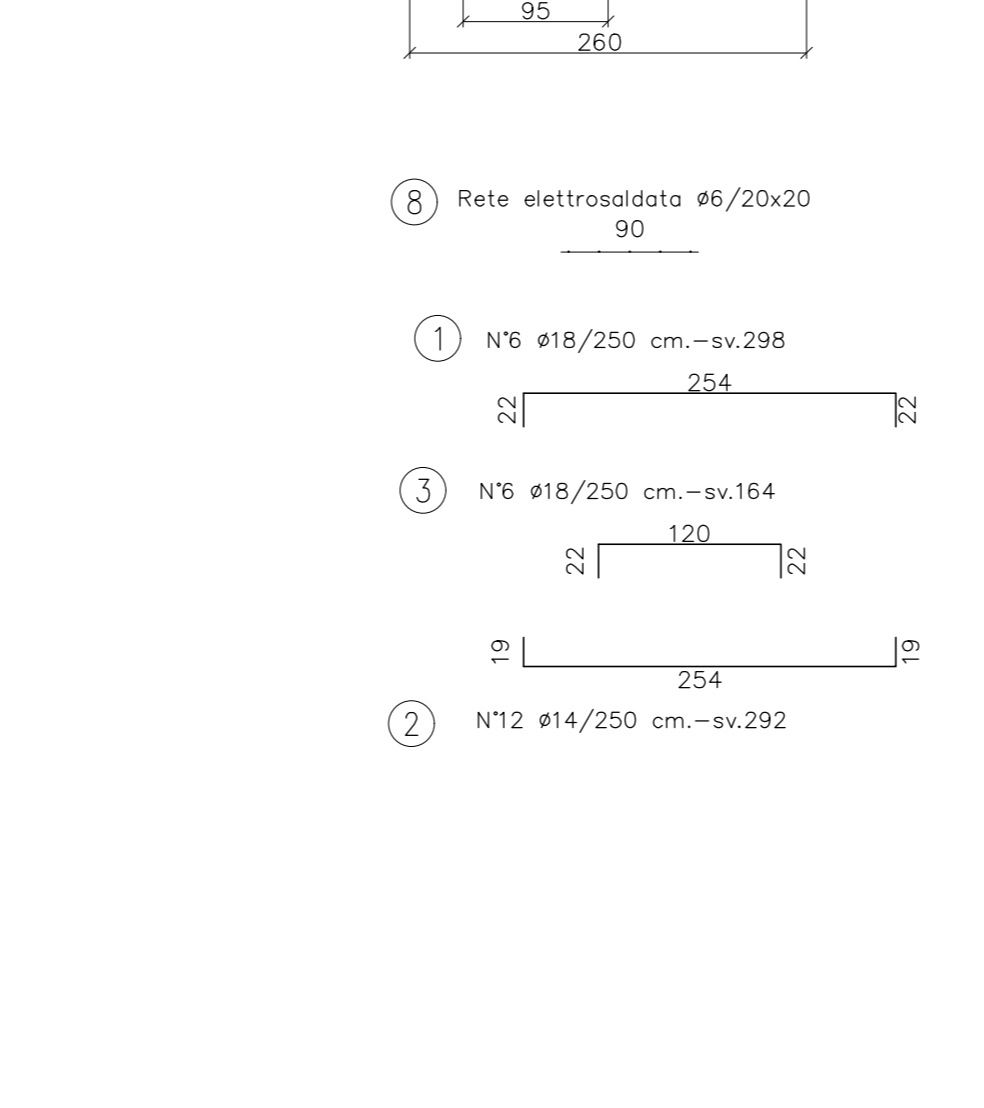 95
260
8 Rete elettrosaldata ø6/20x20
90
1 N°6 ø18/250 cm.-sv.298
254
22 22
3 N°6 ø18/250 cm.-sv.164
120
22 22
19 19
254
2 N°12 ø14/250 cm.-sv.292